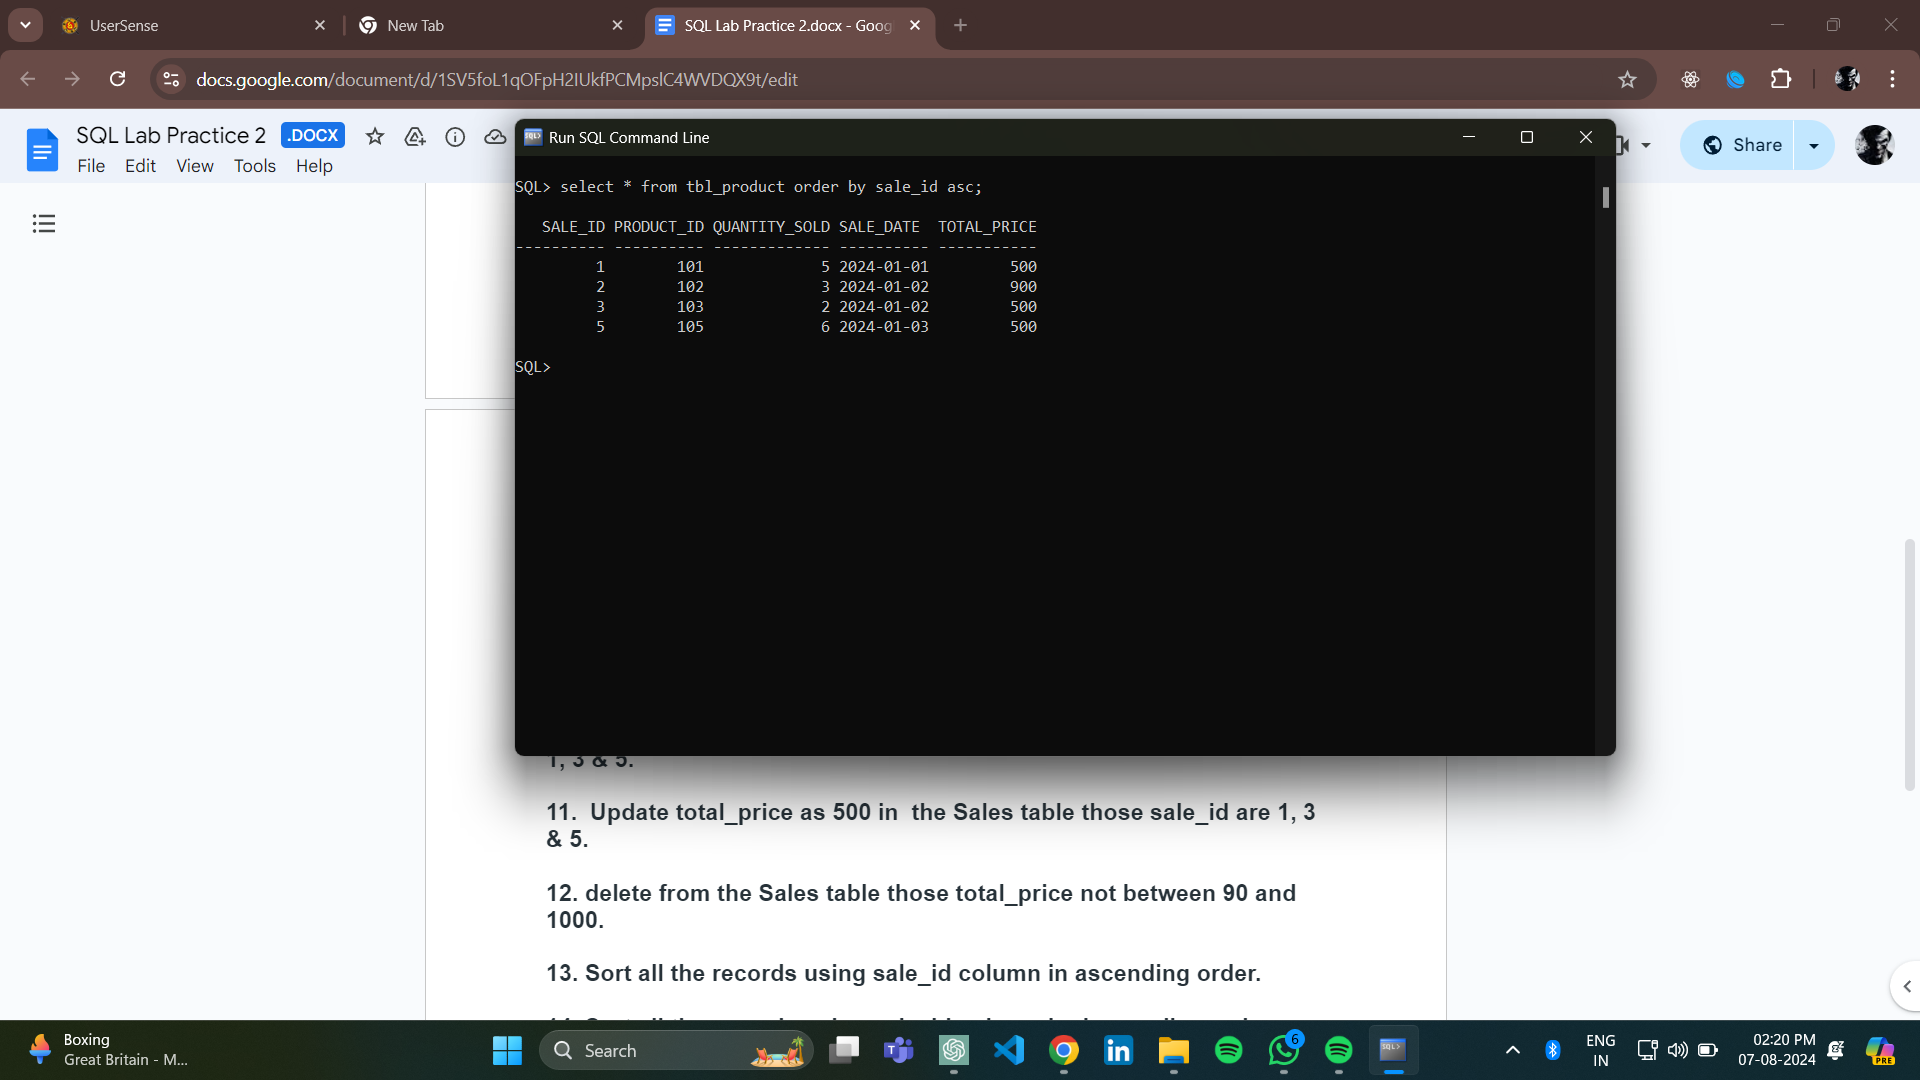 UserSense
New Tab
SQL Lab Practice 2.docx - Goog
docs.google.com/document/d/1SV5foL1qOFpH2IUkfPCMpslC4WVDQX9t/edit
SQL Lab Practice 2 .DOCX
File Edit View Tools Help
Share
SQL> Run SQL Command Line
SQL> select * from tbl_product order by sale_id asc;
SALE_ID PRODUCT_ID QUANTITY_SOLD SALE_DATE TOTAL_PRICE
---------- ---------- ------------- ---------- -----------
1 101 5 2024-01-01 500
2 102 3 2024-01-02 900
3 103 2 2024-01-02 500
5 105 6 2024-01-03 500
SQL>
1, 3 & 5.
11. Update total_price as 500 in the Sales table those sale_id are 1, 3
& 5.
12. delete from the Sales table those total_price not between 90 and
1000.
13. Sort all the records using sale_id column in ascending order.
Boxing
Great Britain - M...
Search
6
SQL>
ENG
IN
02:20 PM
07-08-2024
PRE